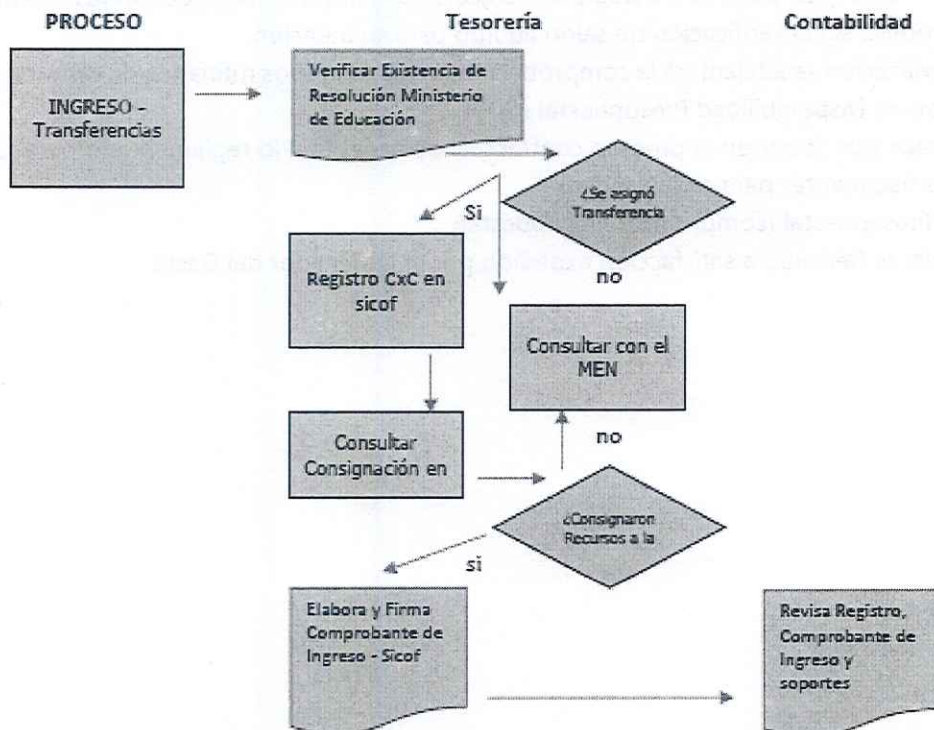 PROCESO
Tesorería
Contabilidad
INGRESO -
Transferencias
Verificar Existencia de
Resolución Ministerio
de Educación
¿Se asignó
Transferencia
Si
no
Registro CxC en
sicof
Consultar con el
MEN
Consultar
Consignación en
no
¿Consignaron
Recursos a la
si
Elabora y Firma
Comprobante de
Ingreso - Sicof
Revisa Registro,
Comprobante de
Ingreso y
soportes